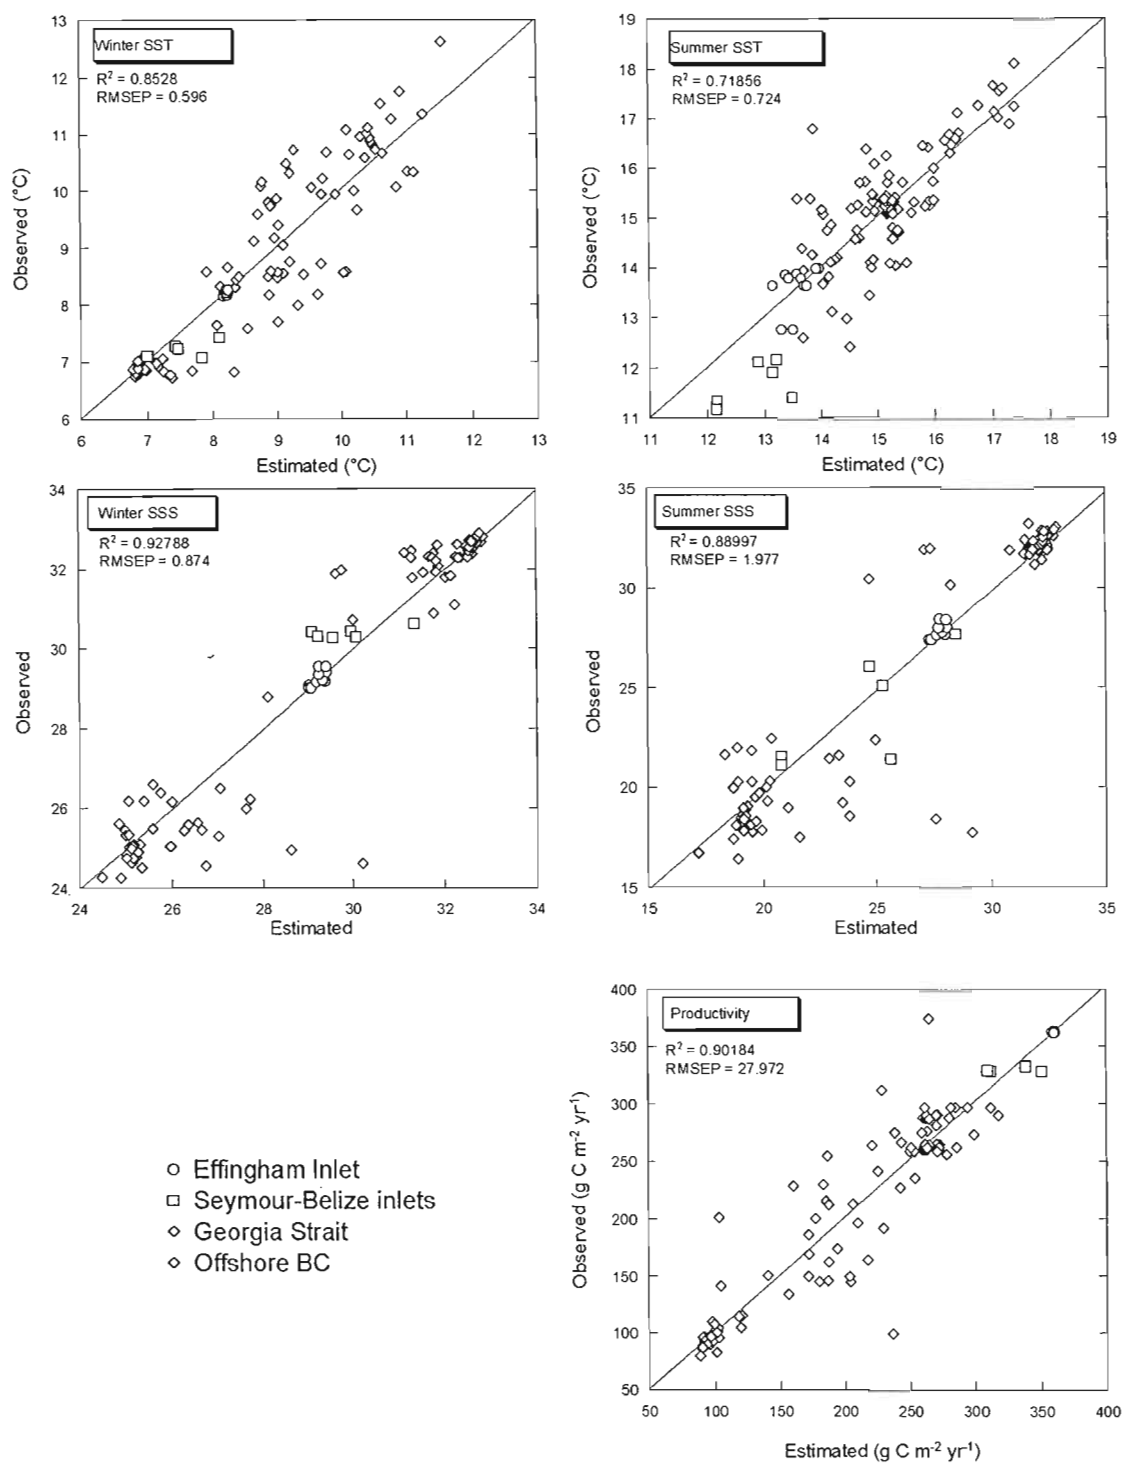 Winter SST
R² = 0.8528
RMSEP = 0.596
13
12
11
10
9
8
7
6
Observed (°C)
6 7 8 9 10 11 12 13
Estimated (°C)
Summer SST
R² = 0.71856
RMSEP = 0.724
19
18
17
16
15
14
13
12
11
Observed (°C)
11 12 13 14 15 16 17 18 19
Estimated (°C)
Winter SSS
R² = 0.92788
RMSEP = 0.874
34
32
30
28
26
24
Observed
24 26 28 30 32 34
Estimated
Summer SSS
R² = 0.88997
RMSEP = 1.977
35
30
25
20
15
Observed
15 20 25 30 35
Estimated
Effingham Inlet
Seymour-Belize inlets
Georgia Strait
Offshore BC
Productivity
R² = 0.90184
RMSEP = 27.972
400
350
300
250
200
150
100
50
Observed (g C m⁻² yr⁻¹)
50 100 150 200 250 300 350 400
Estimated (g C m⁻² yr⁻¹)